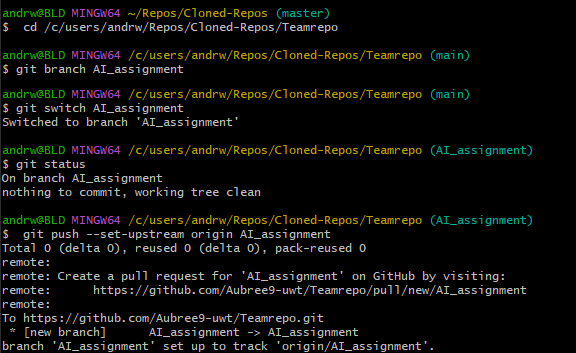 andrw@BLD MINGW64 ~/Repos/Cloned-Repos (master)
$  cd /c/users/andrw/Repos/Cloned-Repos/Teamrepo
andrw@BLD MINGW64 /c/users/andrw/Repos/Cloned-Repos/Teamrepo (main)
$ git branch AI_assignment
andrw@BLD MINGW64 /c/users/andrw/Repos/Cloned-Repos/Teamrepo (main)
$ git switch AI_assignment
Switched to branch 'AI_assignment'
andrw@BLD MINGW64 /c/users/andrw/Repos/Cloned-Repos/Teamrepo (AI_assignment)
$ git status
On branch AI_assignment
nothing to commit, working tree clean
andrw@BLD MINGW64 /c/users/andrw/Repos/Cloned-Repos/Teamrepo (AI_assignment)
$  git push --set-upstream origin AI_assignment
Total 0 (delta 0), reused 0 (delta 0), pack-reused 0
remote:
remote: Create a pull request for 'AI_assignment' on GitHub by visiting:
remote:      https://github.com/Aubree9-uwt/Teamrepo/pull/new/AI_assignment
remote:
To https://github.com/Aubree9-uwt/Teamrepo.git
 * [new branch]      AI_assignment -> AI_assignment
branch 'AI_assignment' set up to track 'origin/AI_assignment'.